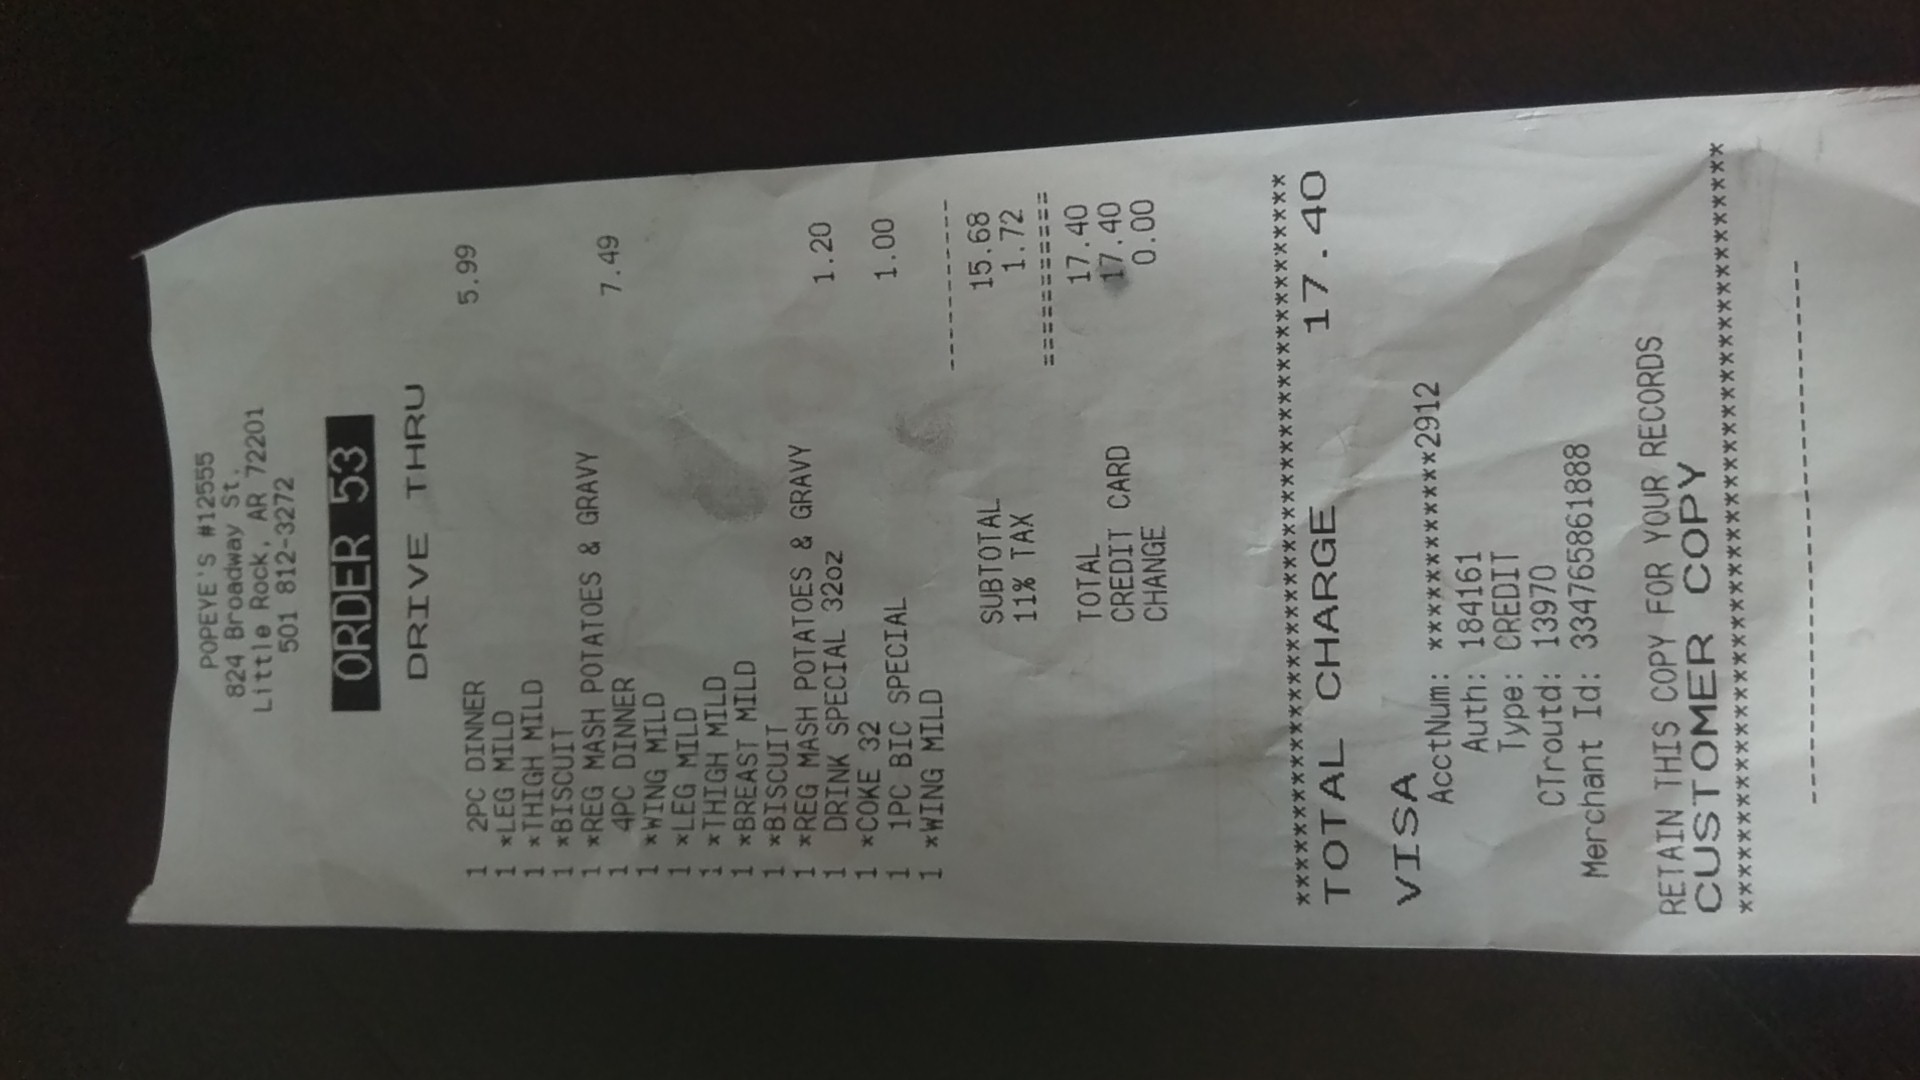 POPEYE'S #12555
824 Broadway St.
Little Rock, AR 72201
501 812-3272
ORDER 53
DRIVE THRU
1 2PC DINNER 5.99
1 *LEG MILD
1 *THIGH MILD
1 *BISCUIT
1 *REG MASH POTATOES & GRAVY
1 4PC DINNER 7.49
1 *WING MILD
1 *LEG MILD
1 *THIGH MILD
1 *BREAST MILD
1 *BISCUIT
1 *REG MASH POTATOES & GRAVY
1 DRINK SPECIAL 32oz 1.20
1 *COKE 32
1 1PC BIC SPECIAL 1.00
1 *WING MILD
----------
SUBTOTAL 15.68
11% TAX 1.72
===========
TOTAL 17.40
CREDIT CARD 17.40
CHANGE 0.00
******************************************
TOTAL CHARGE 17.40
VISA
AcctNum: ************2912
Auth: 184161
Type: CREDIT
CTroutd: 13970
Merchant Id: 334765861888
RETAIN THIS COPY FOR YOUR RECORDS
CUSTOMER COPY
******************************************
------------------------------